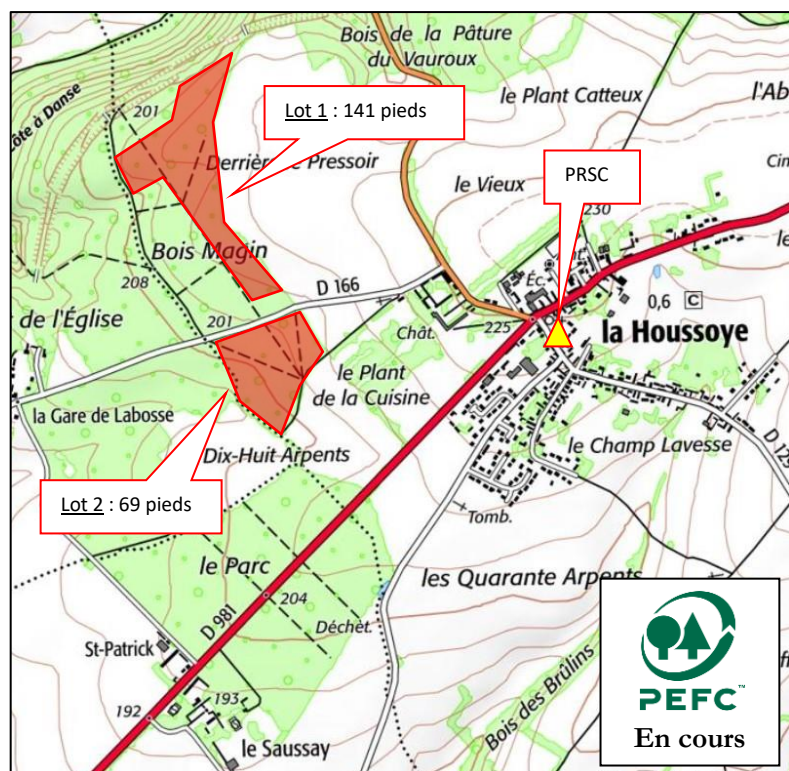 Bois de la Pâture
du Vauroux
le Plant Catteux
l'Ab
Côte à Danse
201
Lot 1 : 141 pieds
Derrière le Pressoir
PRSC
le Vieux
Cim
230
Bois Magin
208
D 166
Éc.
0,6 C
201
de l'Église
Chât.
225
la Houssoye
le Plant
de la Cuisine
la Gare de Labosse
le Champ Lavesse
D 129
Dix-Huit Arpents
Lot 2 : 69 pieds
Tomb.
le Parc
les Quarante Arpents
204
D 981
Déchèt.
St-Patrick
193
192
le Saussay
Bois des Brûlins
PEFC™
En cours